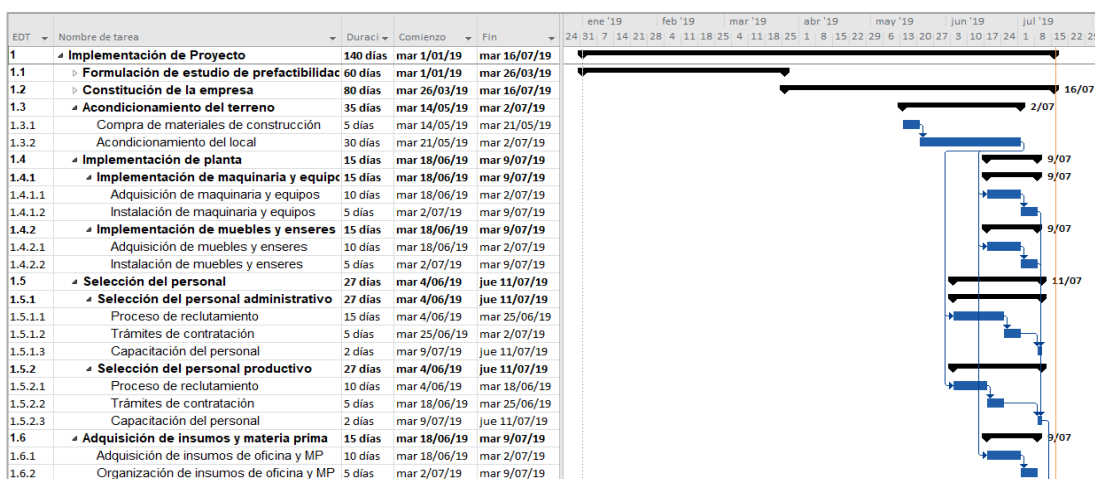 ene '19 feb '19 mar '19 abr '19 may '19 jun '19 jul '19
EDT Nombre de tarea Duraci Comienzo Fin 24 31 7 14 21 28 4 11 18 25 4 11 18 25 1 8 15 22 29 6 13 20 27 3 10 17 24 1 8 15 22 29
1 Implementación de Proyecto 140 días mar 1/01/19 mar 16/07/19
1.1 Formulación de estudio de prefactibilidac 60 días mar 1/01/19 mar 26/03/19
1.2 Constitución de la empresa 80 días mar 26/03/19 mar 16/07/19 16/07
1.3 Acondicionamiento del terreno 35 días mar 14/05/19 mar 2/07/19 2/07
1.3.1 Compra de materiales de construcción 5 días mar 14/05/19 mar 21/05/19
1.3.2 Acondicionamiento del local 30 días mar 21/05/19 mar 2/07/19
1.4 Implementación de planta 15 días mar 18/06/19 mar 9/07/19 9/07
1.4.1 Implementación de maquinaria y equipo 15 días mar 18/06/19 mar 9/07/19 9/07
1.4.1.1 Adquisición de maquinaria y equipos 10 días mar 18/06/19 mar 2/07/19
1.4.1.2 Instalación de maquinaria y equipos 5 días mar 2/07/19 mar 9/07/19
1.4.2 Implementación de muebles y enseres 15 días mar 18/06/19 mar 9/07/19 9/07
1.4.2.1 Adquisición de muebles y enseres 10 días mar 18/06/19 mar 2/07/19
1.4.2.2 Instalación de muebles y enseres 5 días mar 2/07/19 mar 9/07/19
1.5 Selección del personal 27 días mar 4/06/19 jue 11/07/19 11/07
1.5.1 Selección del personal administrativo 27 días mar 4/06/19 jue 11/07/19
1.5.1.1 Proceso de reclutamiento 15 días mar 4/06/19 mar 25/06/19
1.5.1.2 Trámites de contratación 5 días mar 25/06/19 mar 2/07/19
1.5.1.3 Capacitación del personal 2 días mar 9/07/19 jue 11/07/19
1.5.2 Selección del personal productivo 27 días mar 4/06/19 jue 11/07/19
1.5.2.1 Proceso de reclutamiento 10 días mar 4/06/19 mar 18/06/19
1.5.2.2 Trámites de contratación 5 días mar 18/06/19 mar 25/06/19
1.5.2.3 Capacitación del personal 2 días mar 9/07/19 jue 11/07/19
1.6 Adquisición de insumos y materia prima 15 días mar 18/06/19 mar 9/07/19 9/07
1.6.1 Adquisición de insumos de oficina y MP 10 días mar 18/06/19 mar 2/07/19
1.6.2 Organización de insumos de oficina y MP 5 días mar 2/07/19 mar 9/07/19